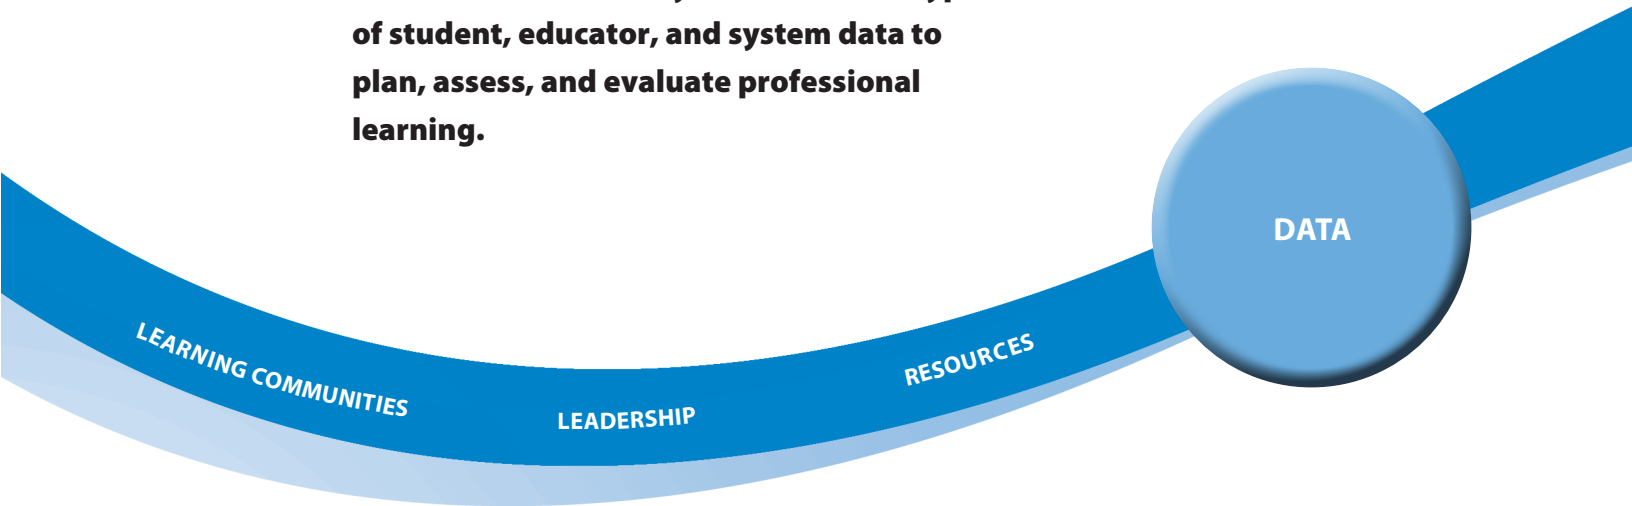 of student, educator, and system data to
plan, assess, and evaluate professional
learning.
DATA
LEARNING COMMUNITIES
LEADERSHIP
RESOURCES